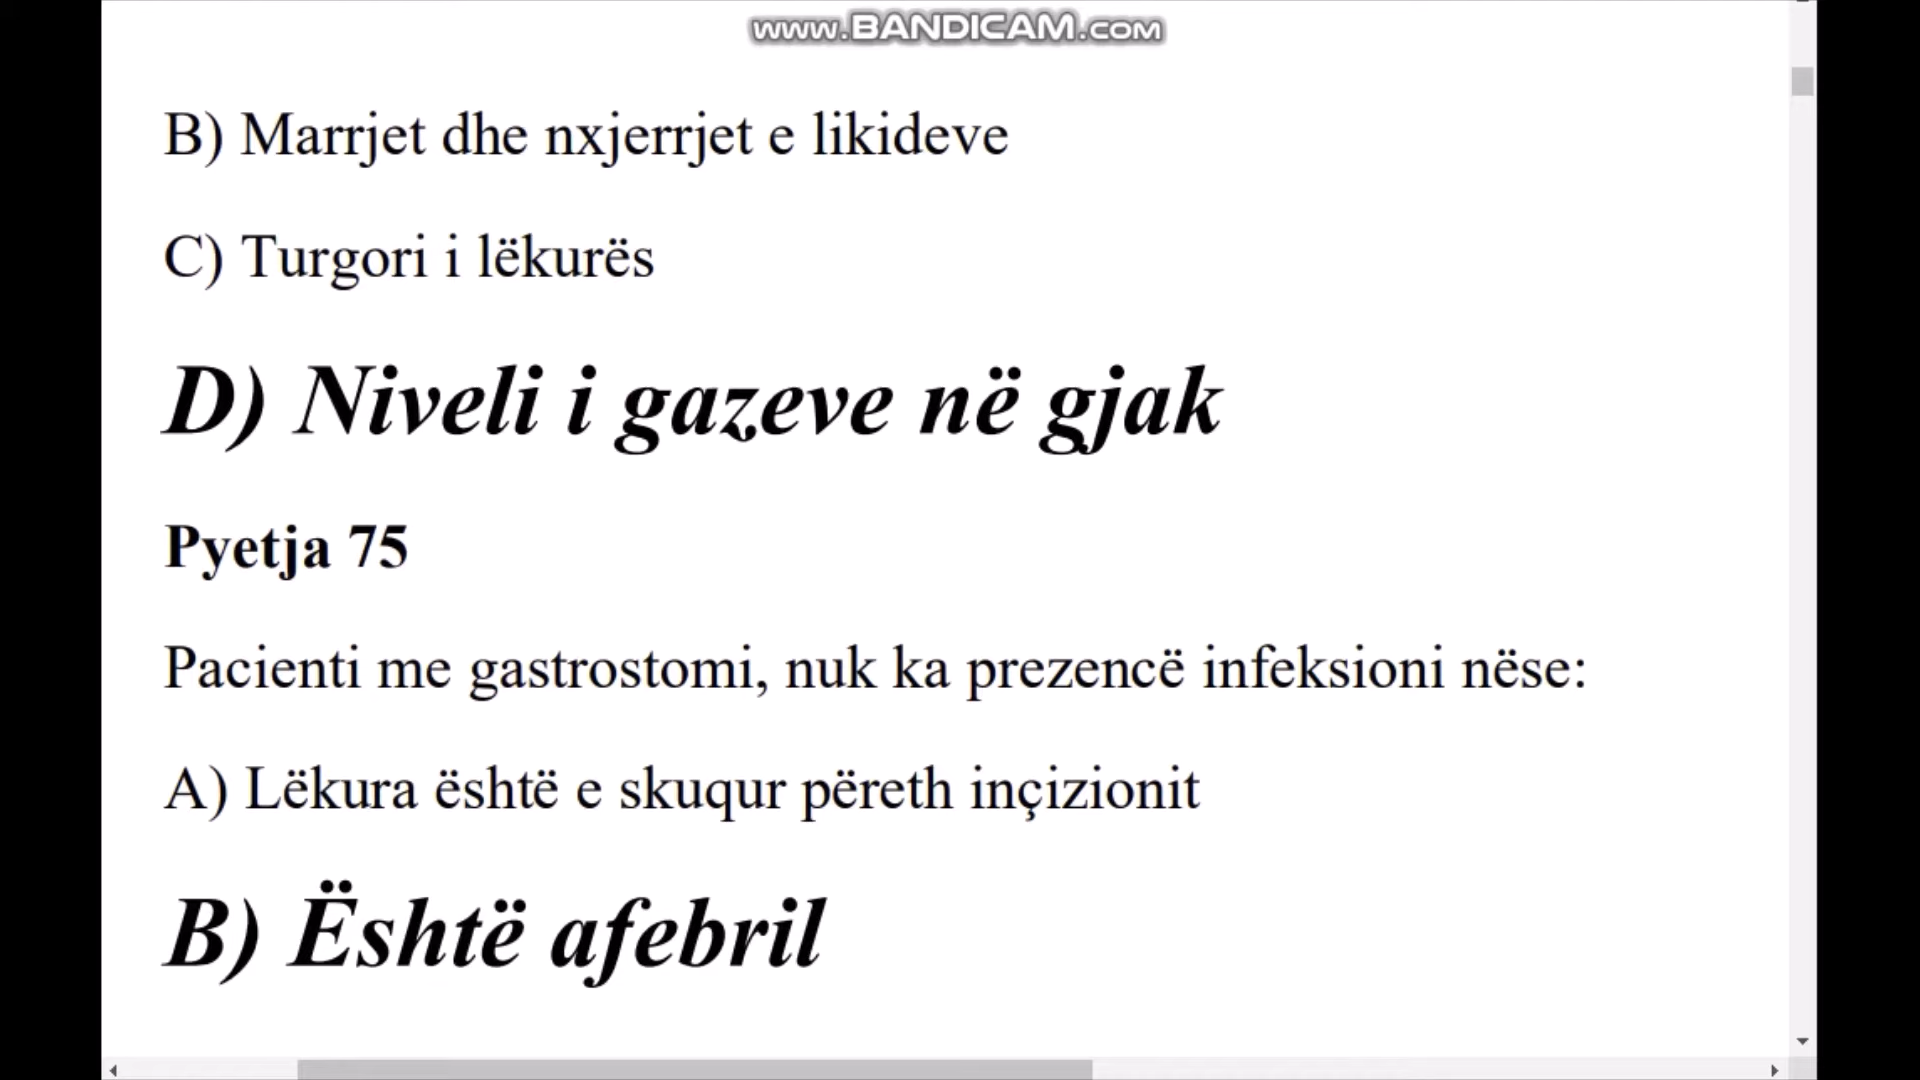 www.BANDICAM.com
B) Marrjet dhe nxjerrjet e likideve
C) Turgori i lëkurës
D) Niveli i gazeve në gjak
Pyetja 75
Pacienti me gastrostomi, nuk ka prezencë infeksioni nëse:
A) Lëkura është e skuqur përeth inçizionit
B) Është afebril